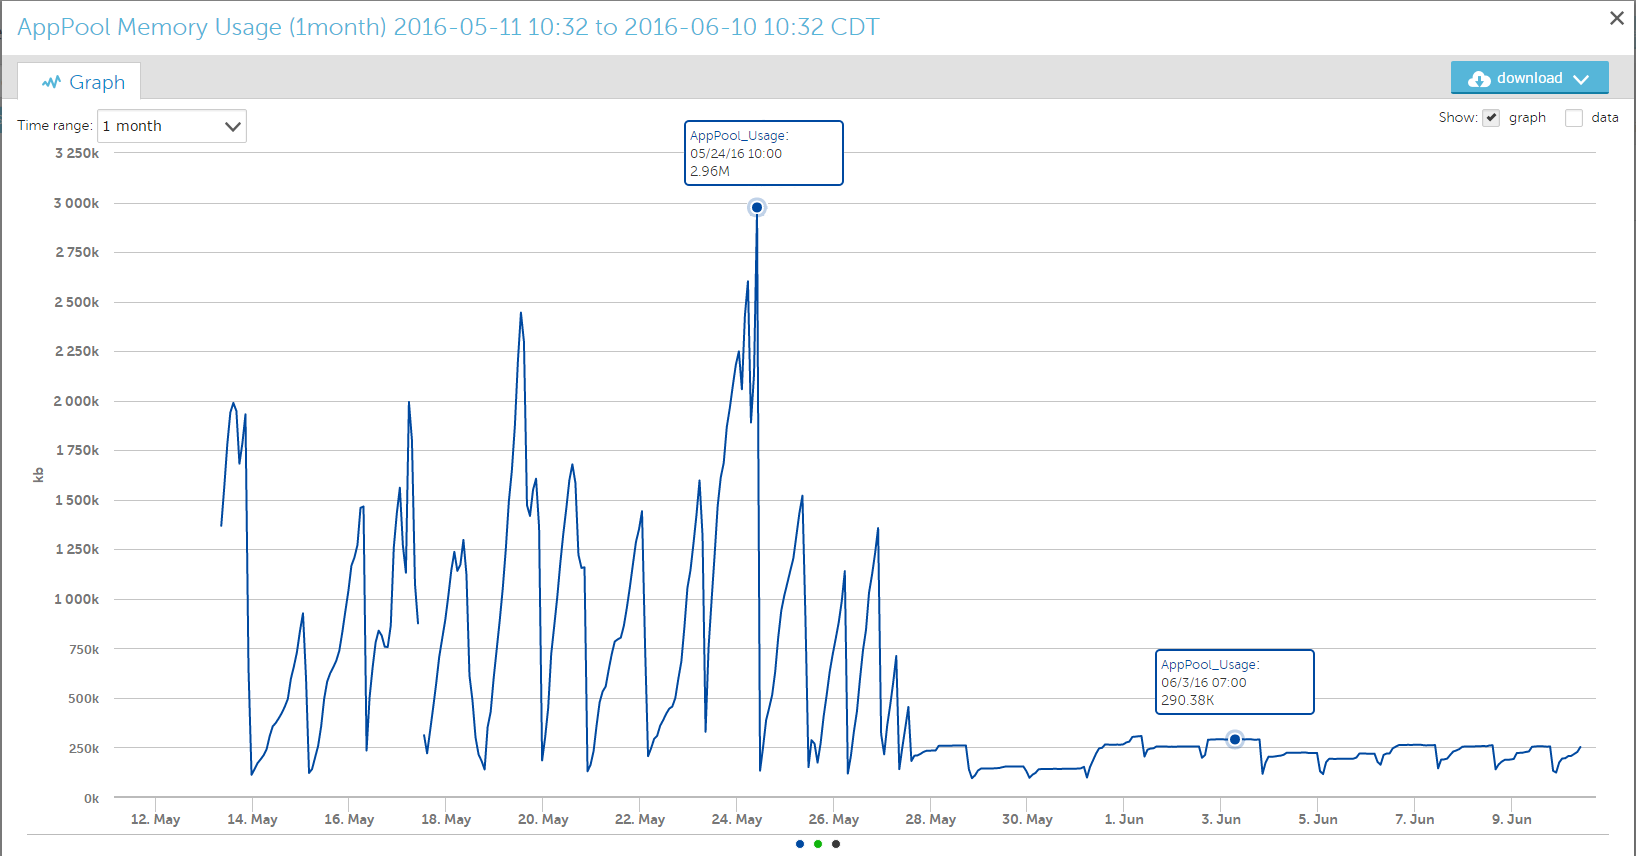 AppPool Memory Usage (1month) 2016-05-11 10:32 to 2016-06-10 10:32 CDT
Graph
download
Time range: 1 month
Show: graph data
AppPool_Usage:
05/24/16 10:00
2.96M
3 250k
3 000k
2 750k
2 500k
2 250k
2 000k
1 750k
1 500k
1 250k
1 000k
750k
500k
250k
0k
kb
AppPool_Usage:
06/3/16 07:00
290.38K
12. May 14. May 16. May 18. May 20. May 22. May 24. May 26. May 28. May 30. May 1. Jun 3. Jun 5. Jun 7. Jun 9. Jun